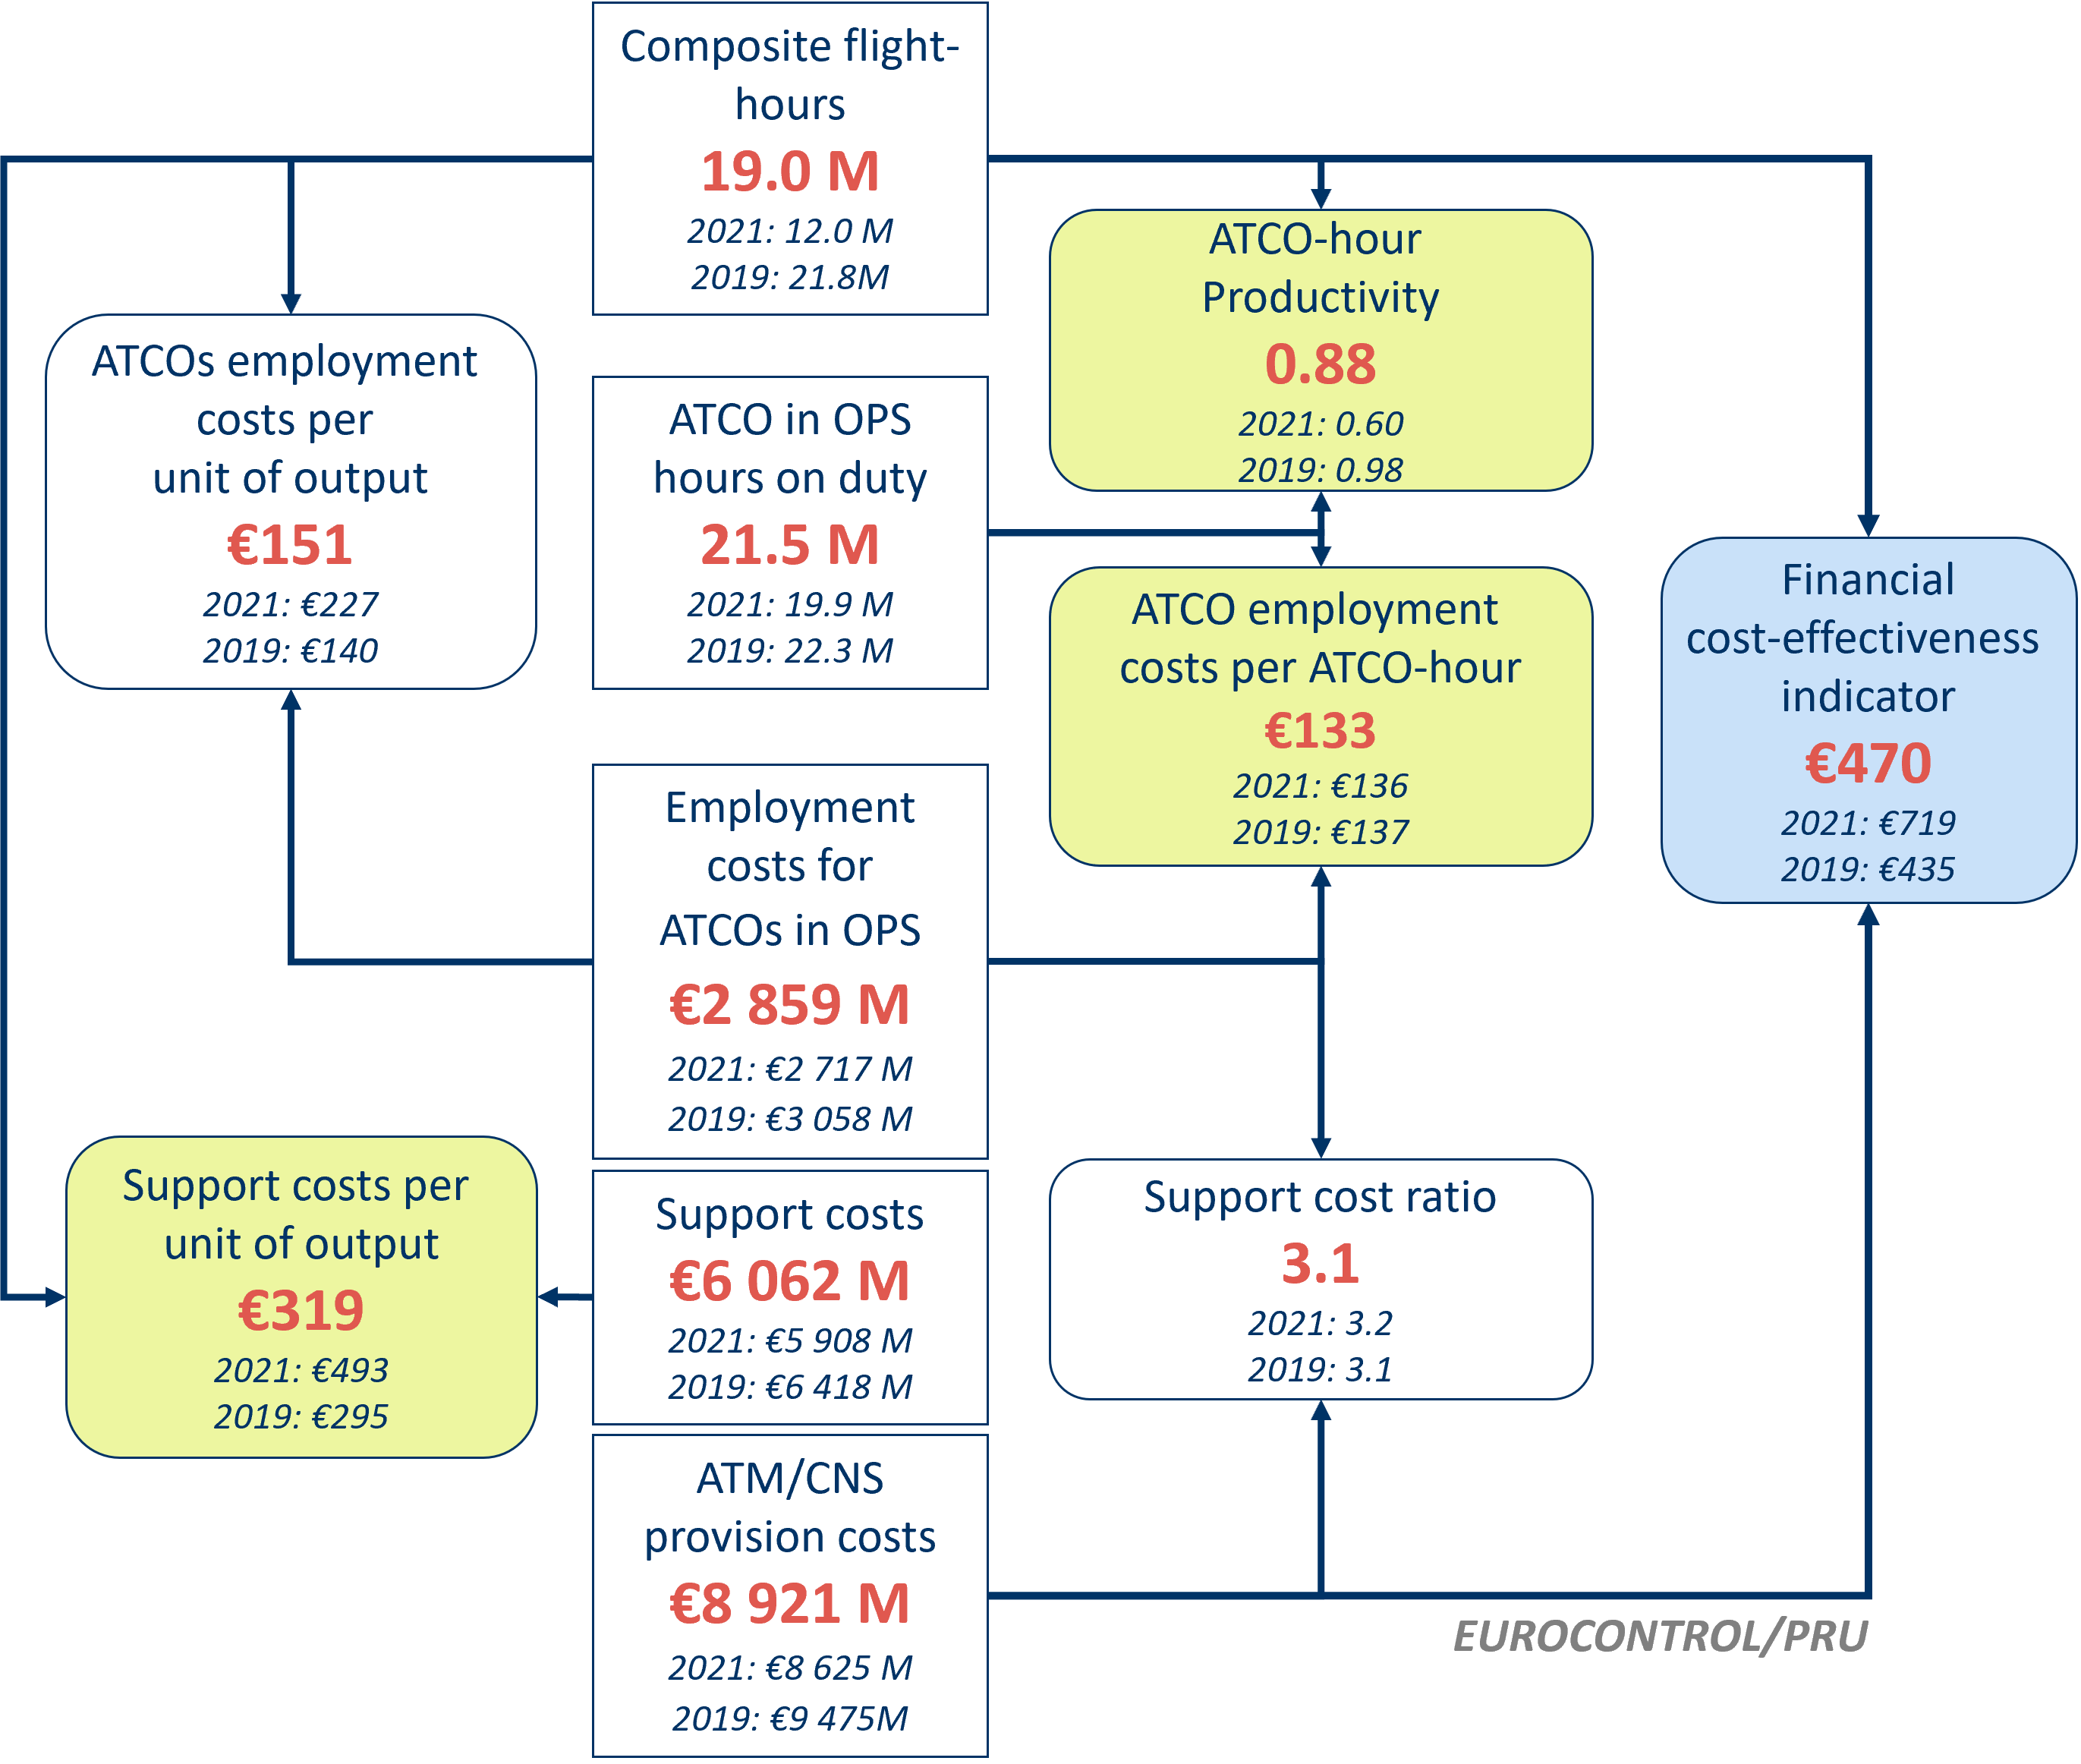 Composite flight-
hours
19.0 M
2021: 12.0 M
2019: 21.8M
ATCO-hour
Productivity
0.88
2021: 0.60
2019: 0.98
ATCOs employment
costs per
unit of output
€151
2021: €227
2019: €140
ATCO in OPS
hours on duty
21.5 M
2021: 19.9 M
2019: 22.3 M
ATCO employment
costs per ATCO-hour
€133
2021: €136
2019: €137
Financial
cost-effectiveness
indicator
€470
2021: €719
2019: €435
Employment
costs for
ATCOs in OPS
€2 859 M
2021: €2 717 M
2019: €3 058 M
Support costs per
unit of output
€319
2021: €493
2019: €295
Support costs
€6 062 M
2021: €5 908 M
2019: €6 418 M
Support cost ratio
3.1
2021: 3.2
2019: 3.1
ATM/CNS
provision costs
€8 921 M
2021: €8 625 M
2019: €9 475M
EUROCONTROL/PRU